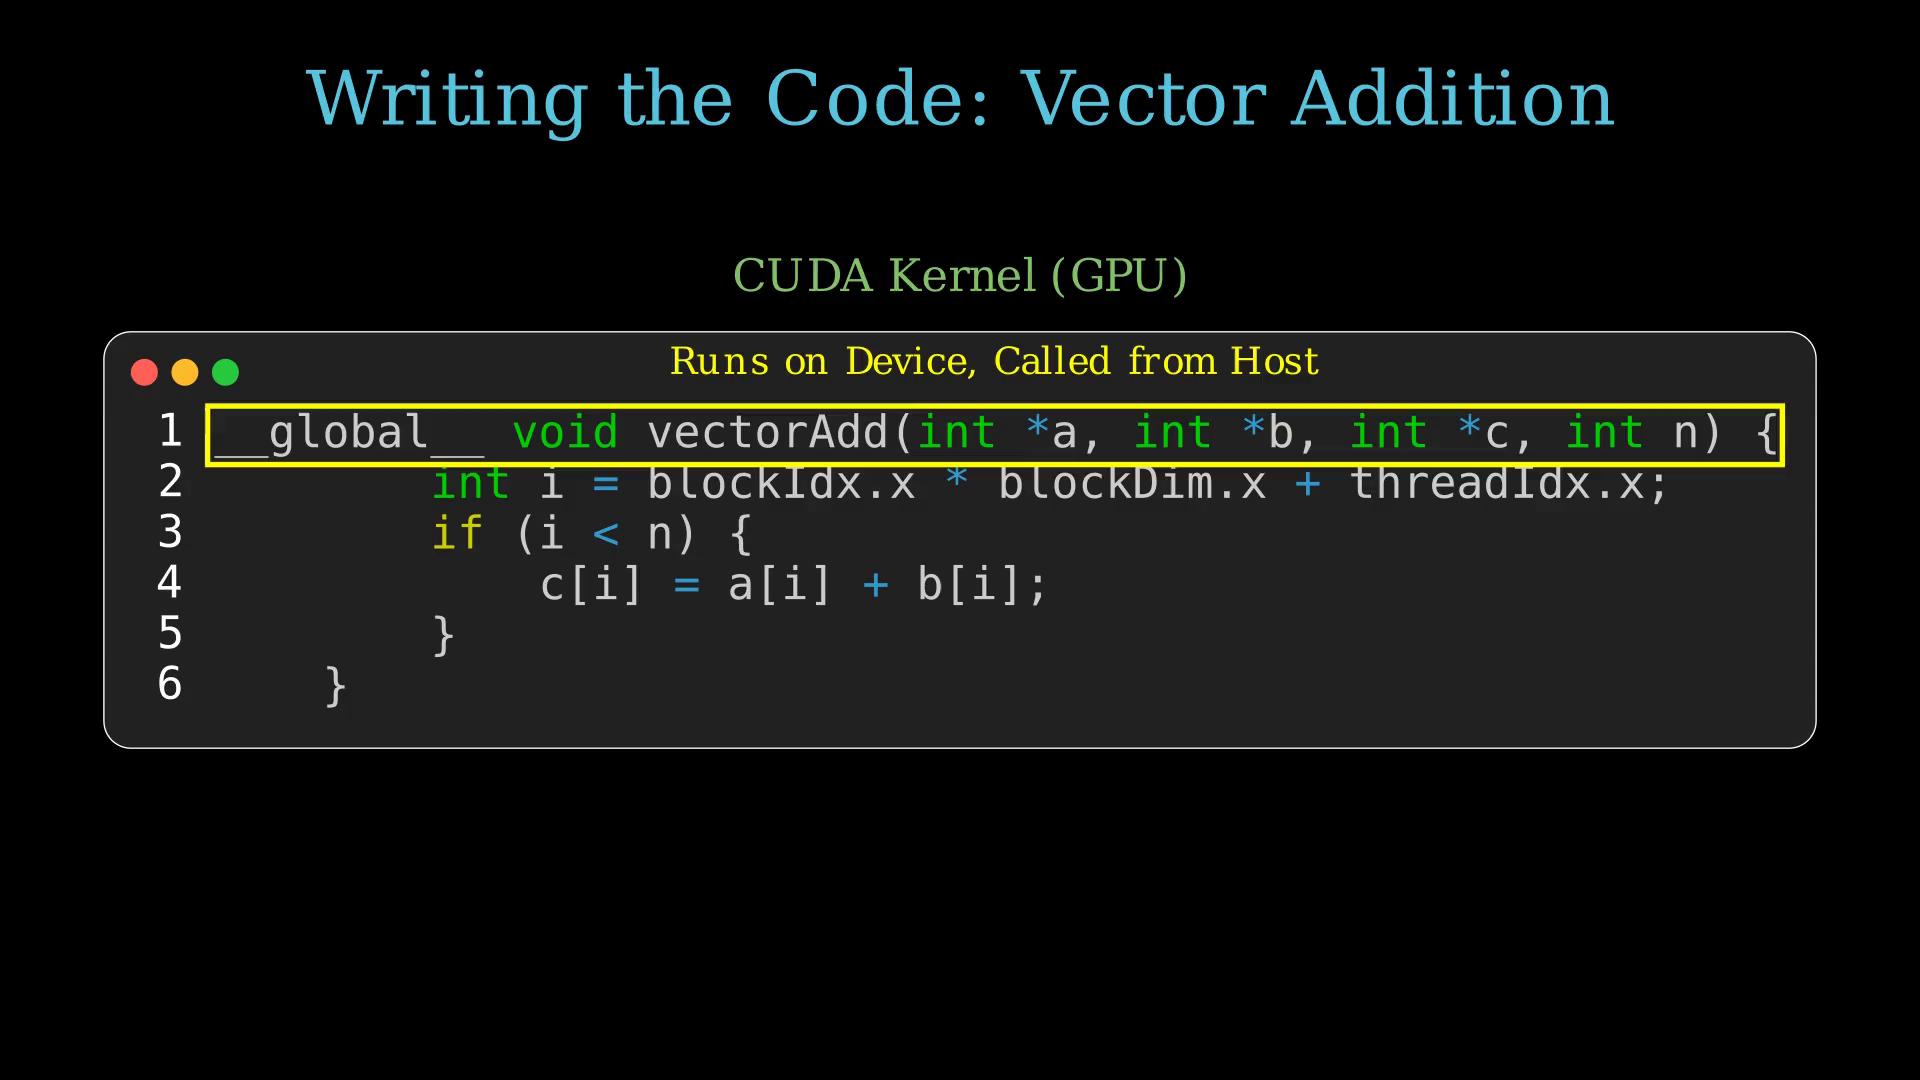 Writing the Code: Vector Addition
CUDA Kernel (GPU)
Runs on Device, Called from Host
1 __global__ void vectorAdd(int *a, int *b, int *c, int n) {
2         int i = blockIdx.x * blockDim.x + threadIdx.x;
3         if (i < n) {
4             c[i] = a[i] + b[i];
5         }
6     }